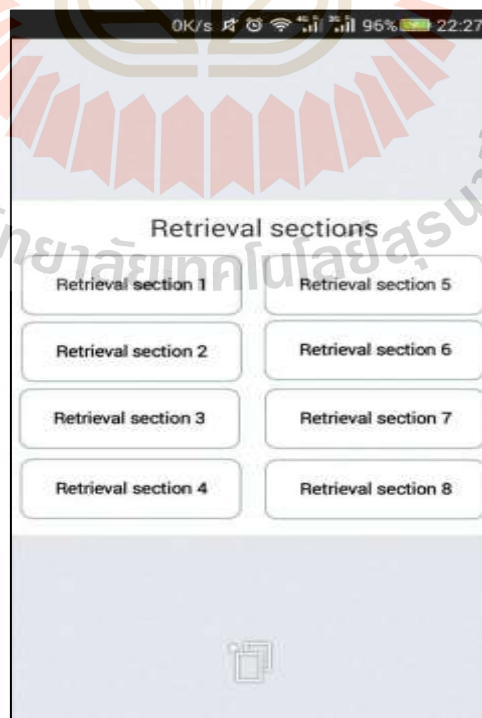 0K/s 96% 22:27
Retrieval sections
Retrieval section 1
Retrieval section 5
Retrieval section 2
Retrieval section 6
Retrieval section 3
Retrieval section 7
Retrieval section 4
Retrieval section 8